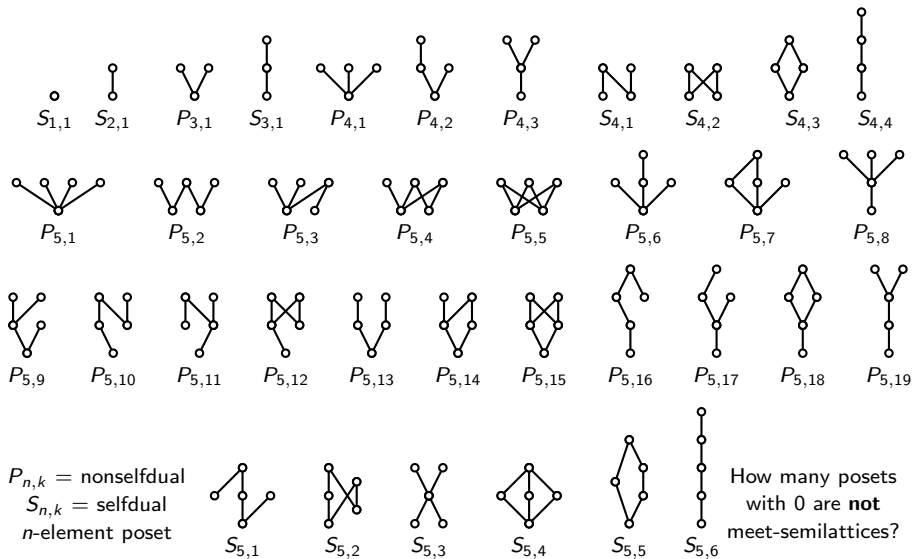 S1,1 S2,1 P3,1 S3,1 P4,1 P4,2 P4,3 S4,1 S4,2 S4,3 S4,4
P5,1 P5,2 P5,3 P5,4 P5,5 P5,6 P5,7 P5,8
P5,9 P5,10 P5,11 P5,12 P5,13 P5,14 P5,15 P5,16 P5,17 P5,18 P5,19
Pn,k = nonselfdual
Sn,k = selfdual
n-element poset
S5,1 S5,2 S5,3 S5,4 S5,5 S5,6
How many posets
with 0 are not
meet-semilattices?